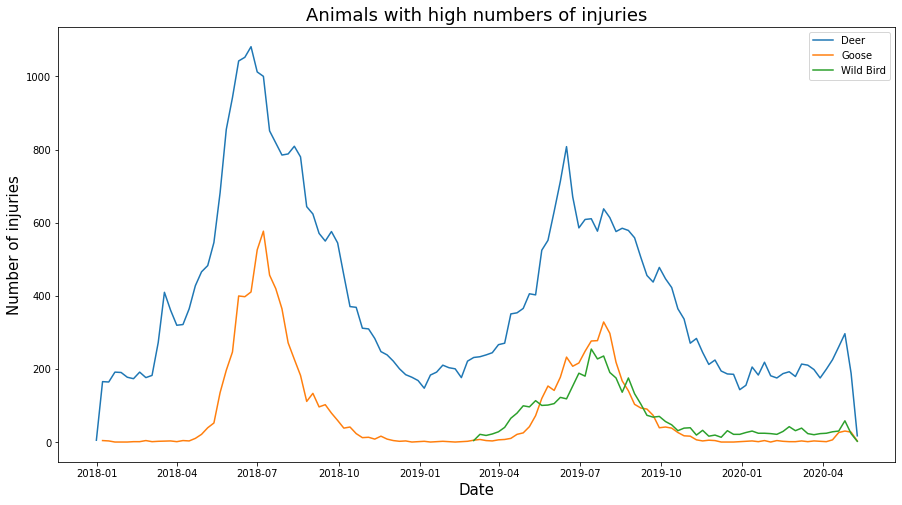 Animals with high numbers of injuries
Deer
Goose
Wild Bird
Number of injuries
1000
800
600
400
200
0
2018-01 2018-04 2018-07 2018-10 2019-01 2019-04 2019-07 2019-10 2020-01 2020-04
Date